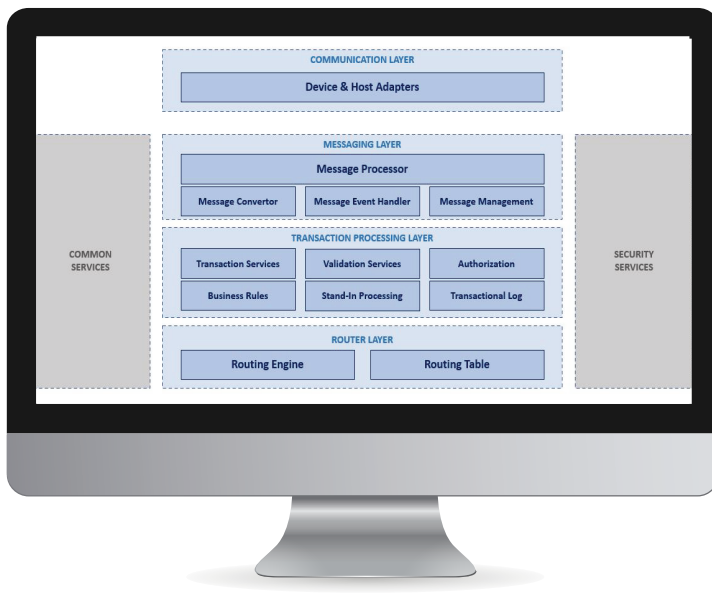 COMMUNICATION LAYER
Device & Host Adapters
MESSAGING LAYER
Message Processor
Message Convertor
Message Event Handler
Message Management
TRANSACTION PROCESSING LAYER
Transaction Services
Validation Services
Authorization
Business Rules
Stand-In Processing
Transactional Log
ROUTER LAYER
Routing Engine
Routing Table
COMMON
SERVICES
SECURITY
SERVICES